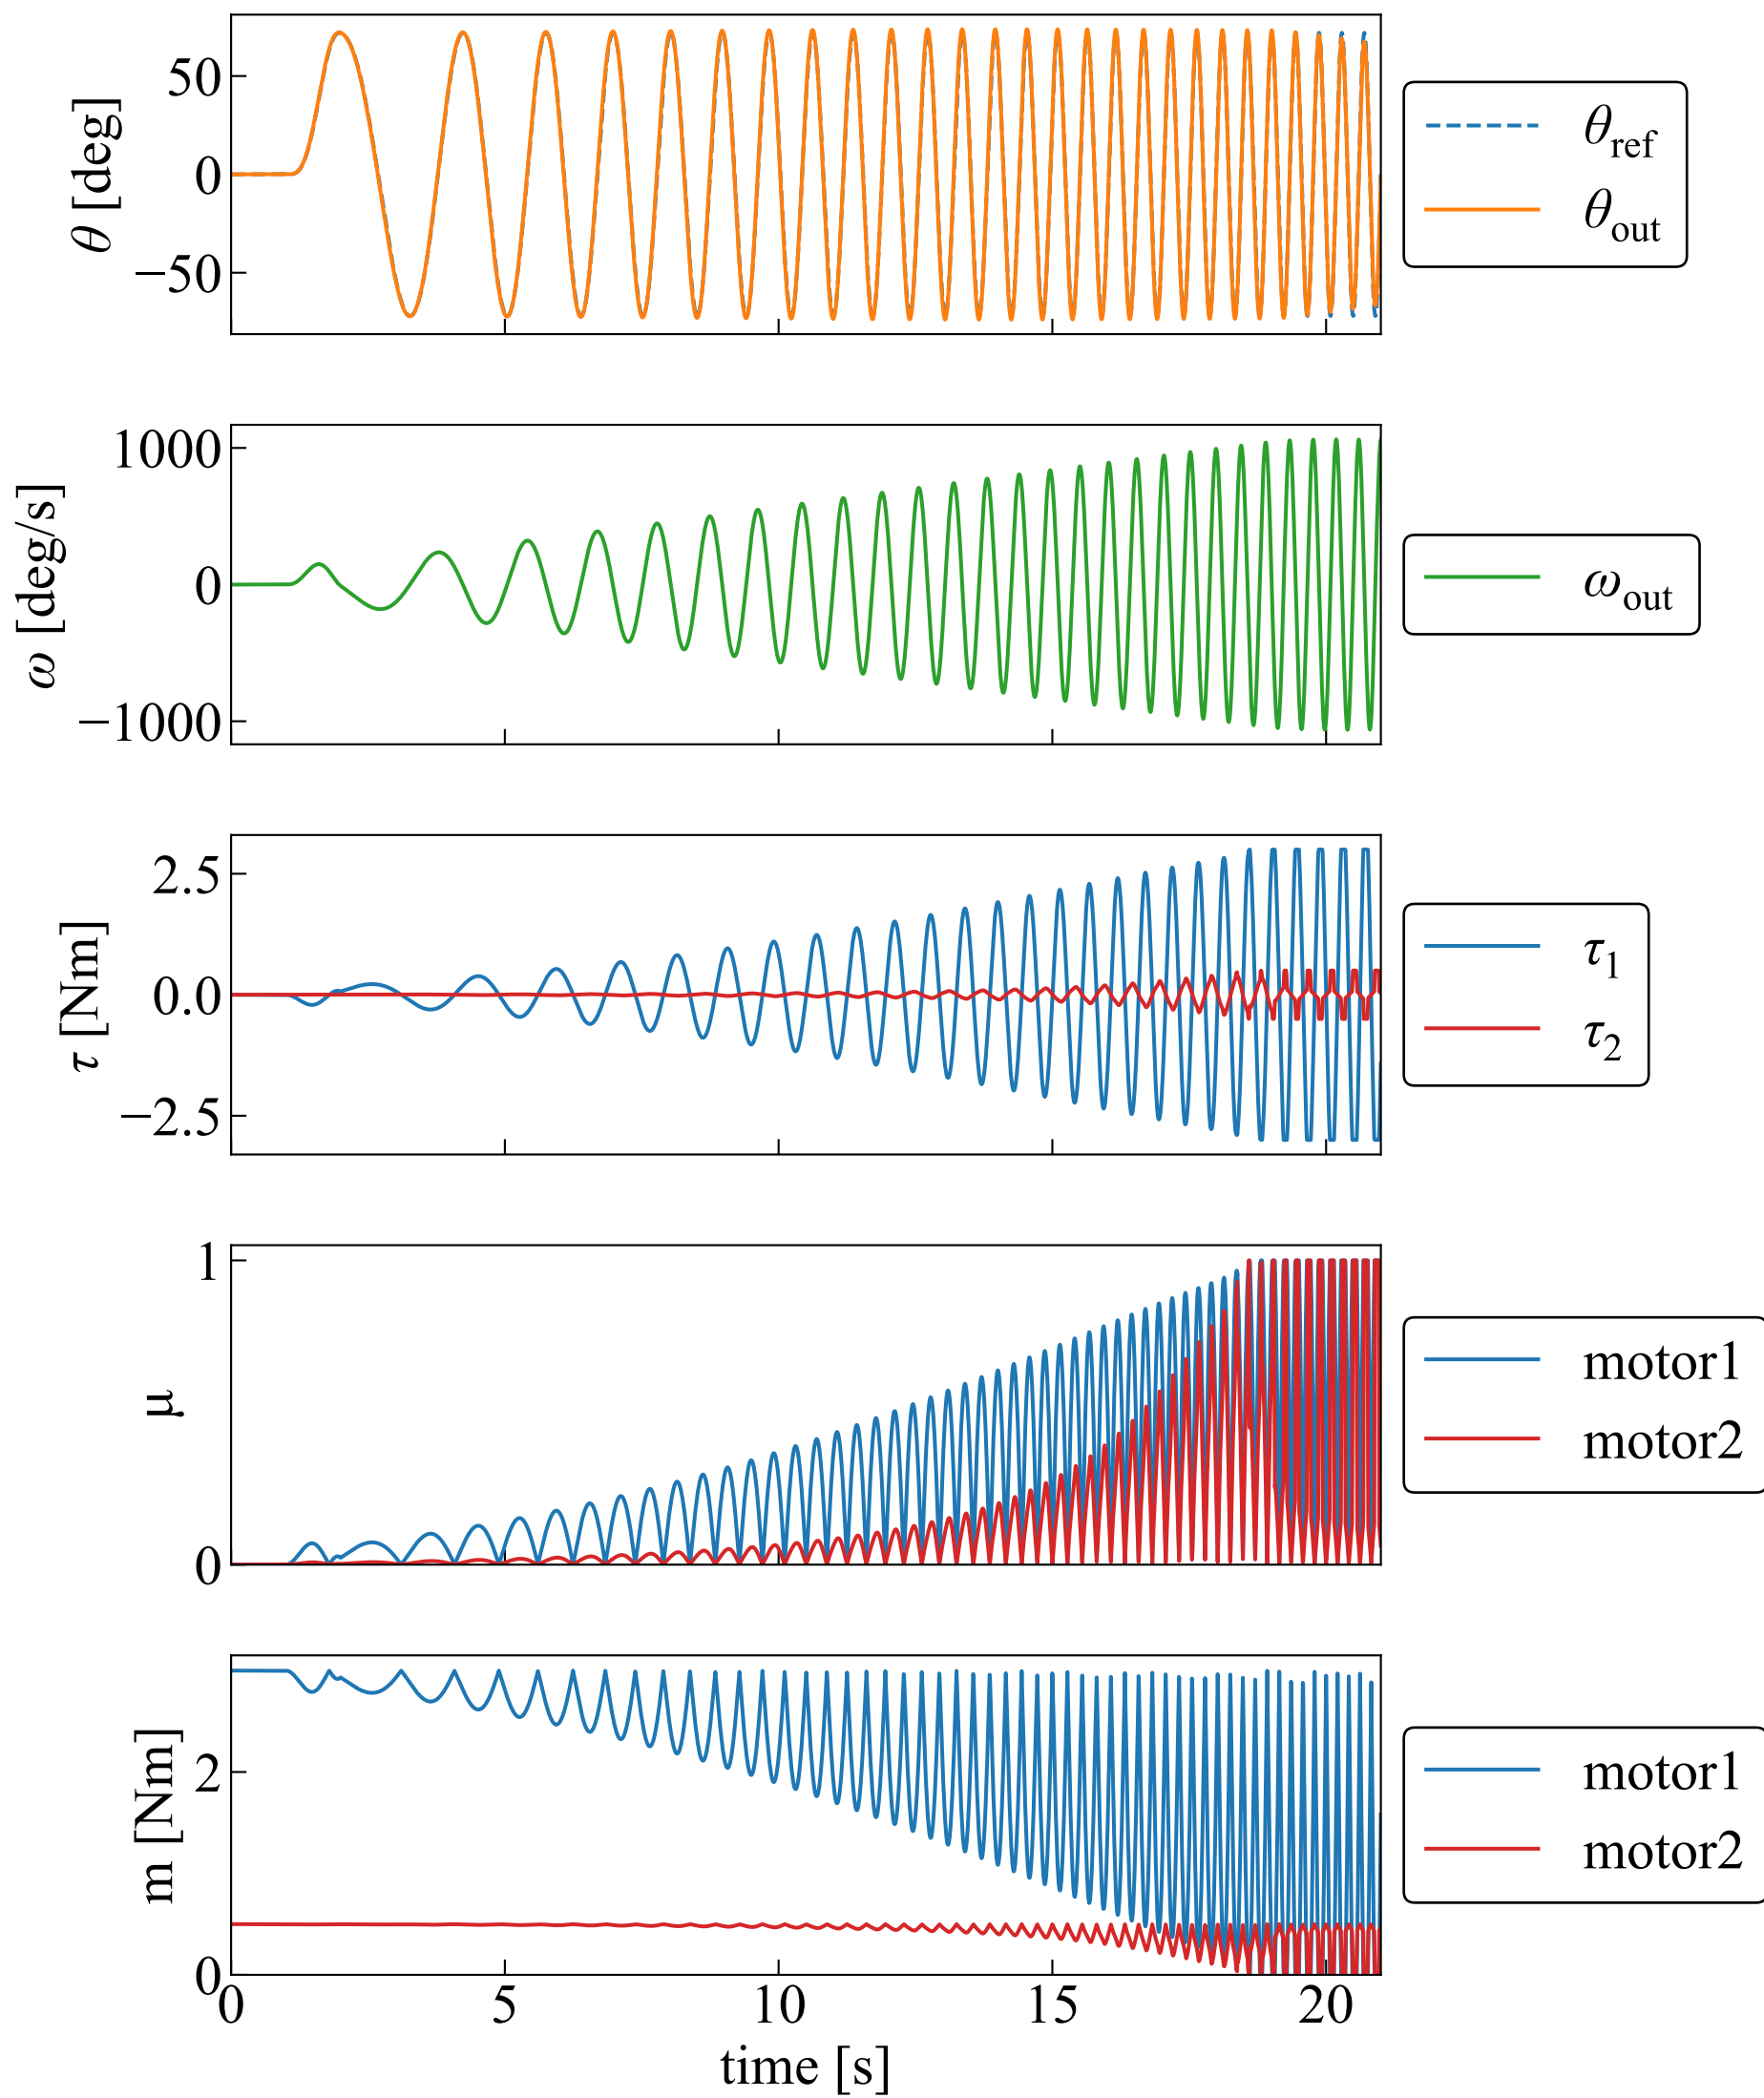 50
0
−50
θ [deg]
θref
θout
1000
0
−1000
ω [deg/s]
ωout
2.5
0.0
−2.5
τ [Nm]
τ1
τ2
1
0
μ
motor1
motor2
2
0
m [Nm]
motor1
motor2
0 5 10 15 20
time [s]